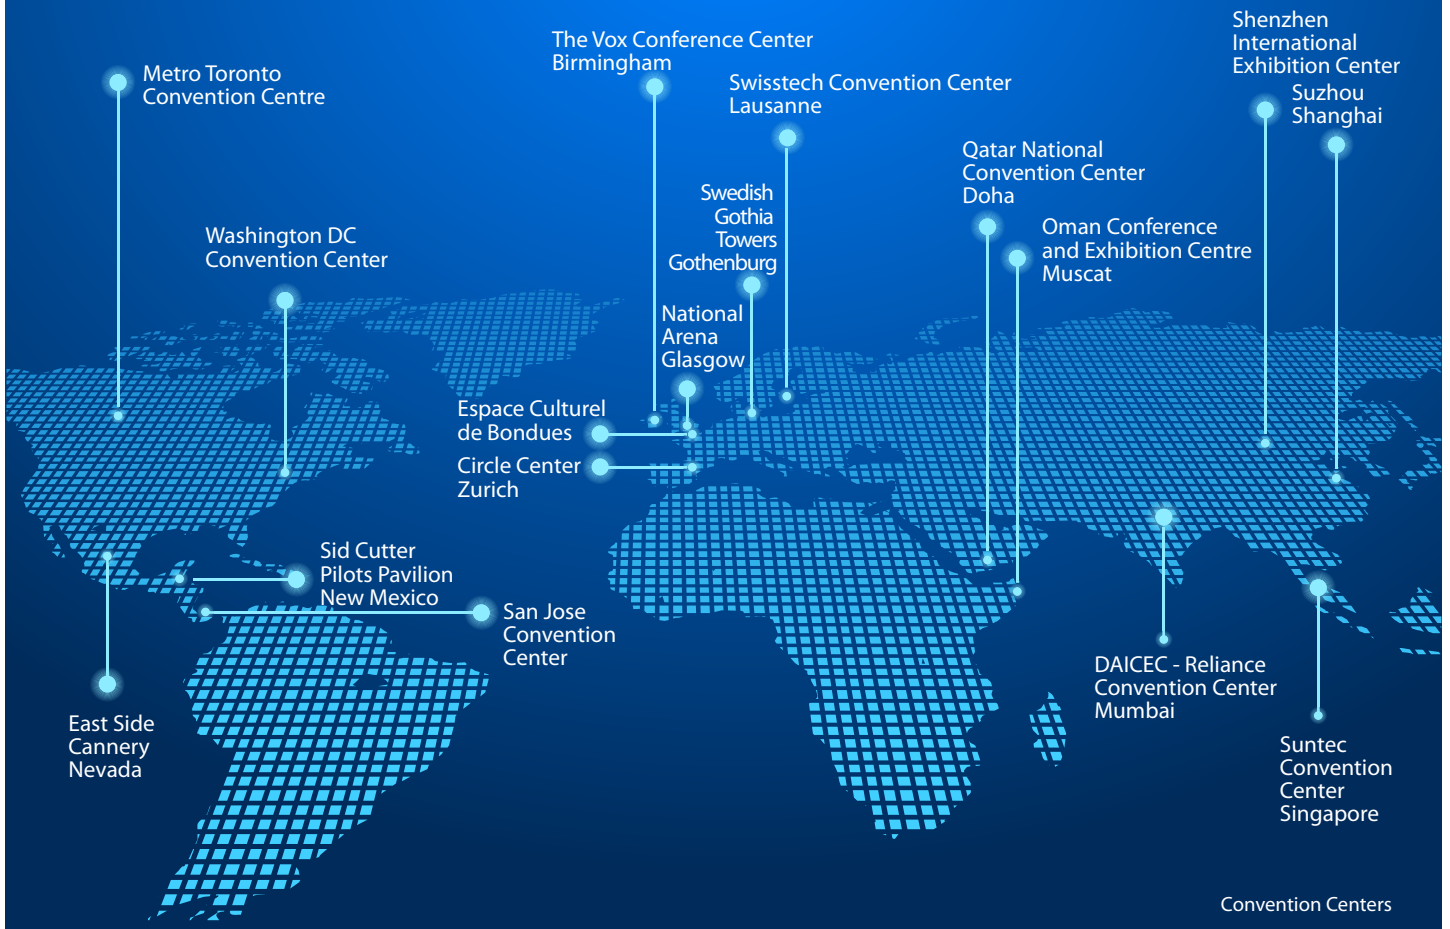 Shenzhen
International
Exhibition Center
The Vox Conference Center
Birmingham
Metro Toronto
Convention Centre
Swisstech Convention Center
Lausanne
Suzhou
Shanghai
Qatar National
Convention Center
Doha
Swedish
Gothia
Towers
Gothenburg
Oman Conference
and Exhibition Centre
Muscat
Washington DC
Convention Center
National
Arena
Glasgow
Espace Culturel
de Bondues
Circle Center
Zurich
Sid Cutter
Pilots Pavilion
New Mexico
San Jose
Convention
Center
DAICEC - Reliance
Convention Center
Mumbai
East Side
Cannery
Nevada
Suntec
Convention
Center
Singapore
Convention Centers